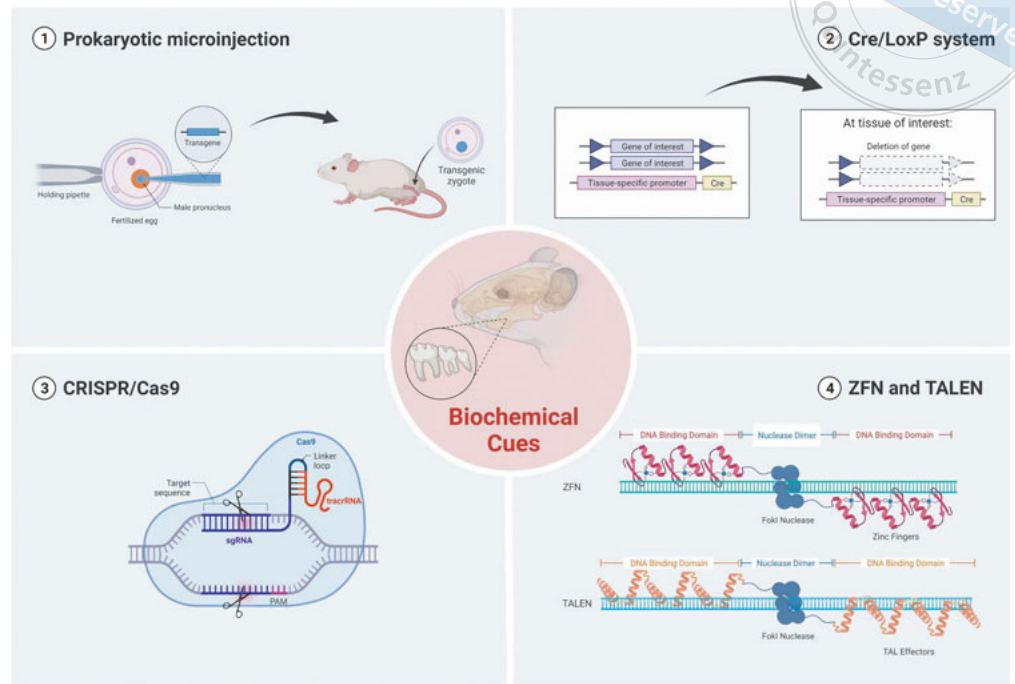 1 Prokaryotic microinjection
Transgene
Holding pipette
Fertilized egg
Male pronucleus
Transgenic
zygote
2 Cre/LoxP system
Gene of interest
Gene of interest
Tissue-specific promoter
Cre
At tissue of interest:
Deletion of gene
Tissue-specific promoter
Cre
Quintessenz
eserve
Biochemical
Cues
3 CRISPR/Cas9
Cas9
Linker
loop
Target
sequence
tracrRNA
sgRNA
PAM
4 ZFN and TALEN
DNA Binding Domain
Nuclease Dimer
DNA Binding Domain
ZFN
FokI Nuclease
Zinc Fingers
DNA Binding Domain
Nuclease Dimer
DNA Binding Domain
TALEN
FokI Nuclease
TAL Effectors